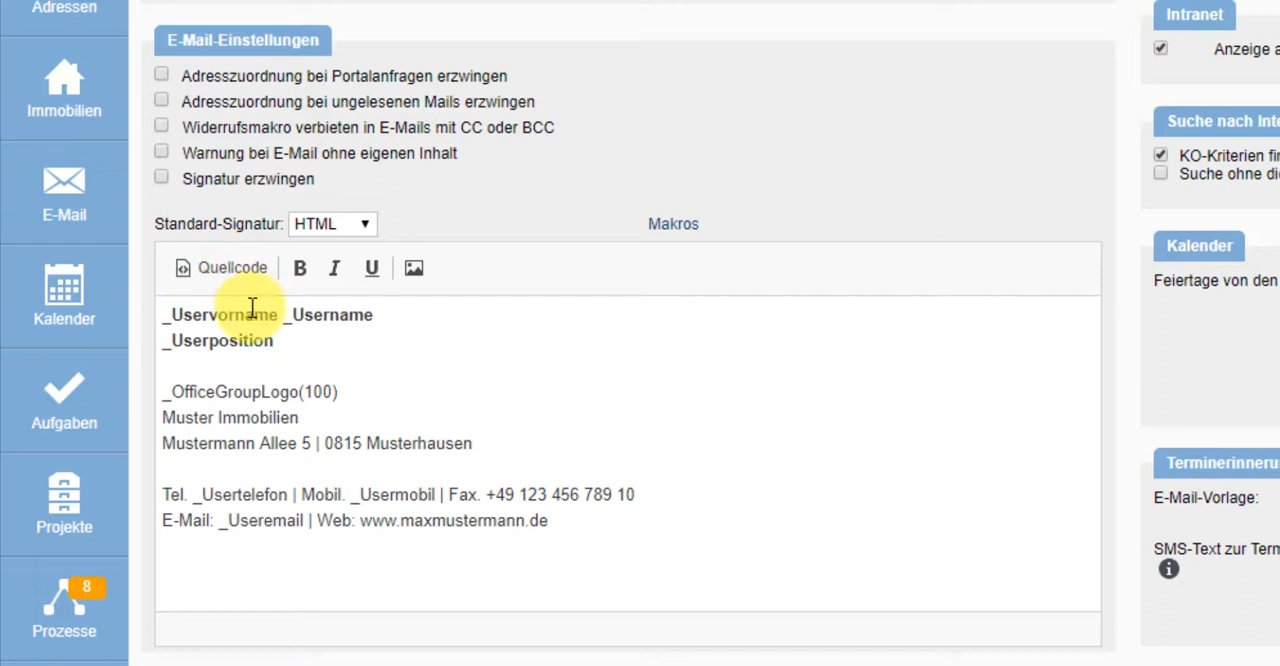 Adressen
Immobilien
E-Mail
Kalender
Aufgaben
Projekte
8
Prozesse
E-Mail-Einstellungen
Adresszuordnung bei Portalanfragen erzwingen
Adresszuordnung bei ungelesenen Mails erzwingen
Widerrufsmakro verbieten in E-Mails mit CC oder BCC
Warnung bei E-Mail ohne eigenen Inhalt
Signatur erzwingen
Standard-Signatur: HTML
Makros
Quellcode B I U
_Uservorname _Username
_Userposition
_OfficeGroupLogo(100)
Muster Immobilien
Mustermann Allee 5 | 0815 Musterhausen
Tel. _Usertelefon | Mobil. _Usermobil | Fax. +49 123 456 789 10
E-Mail: _Useremail | Web: www.maxmustermann.de
Intranet
Anzeige a
Suche nach Inte
KO-Kriterien fi
Suche ohne di
Kalender
Feiertage von den
Terminerinneru
E-Mail-Vorlage:
SMS-Text zur Tern